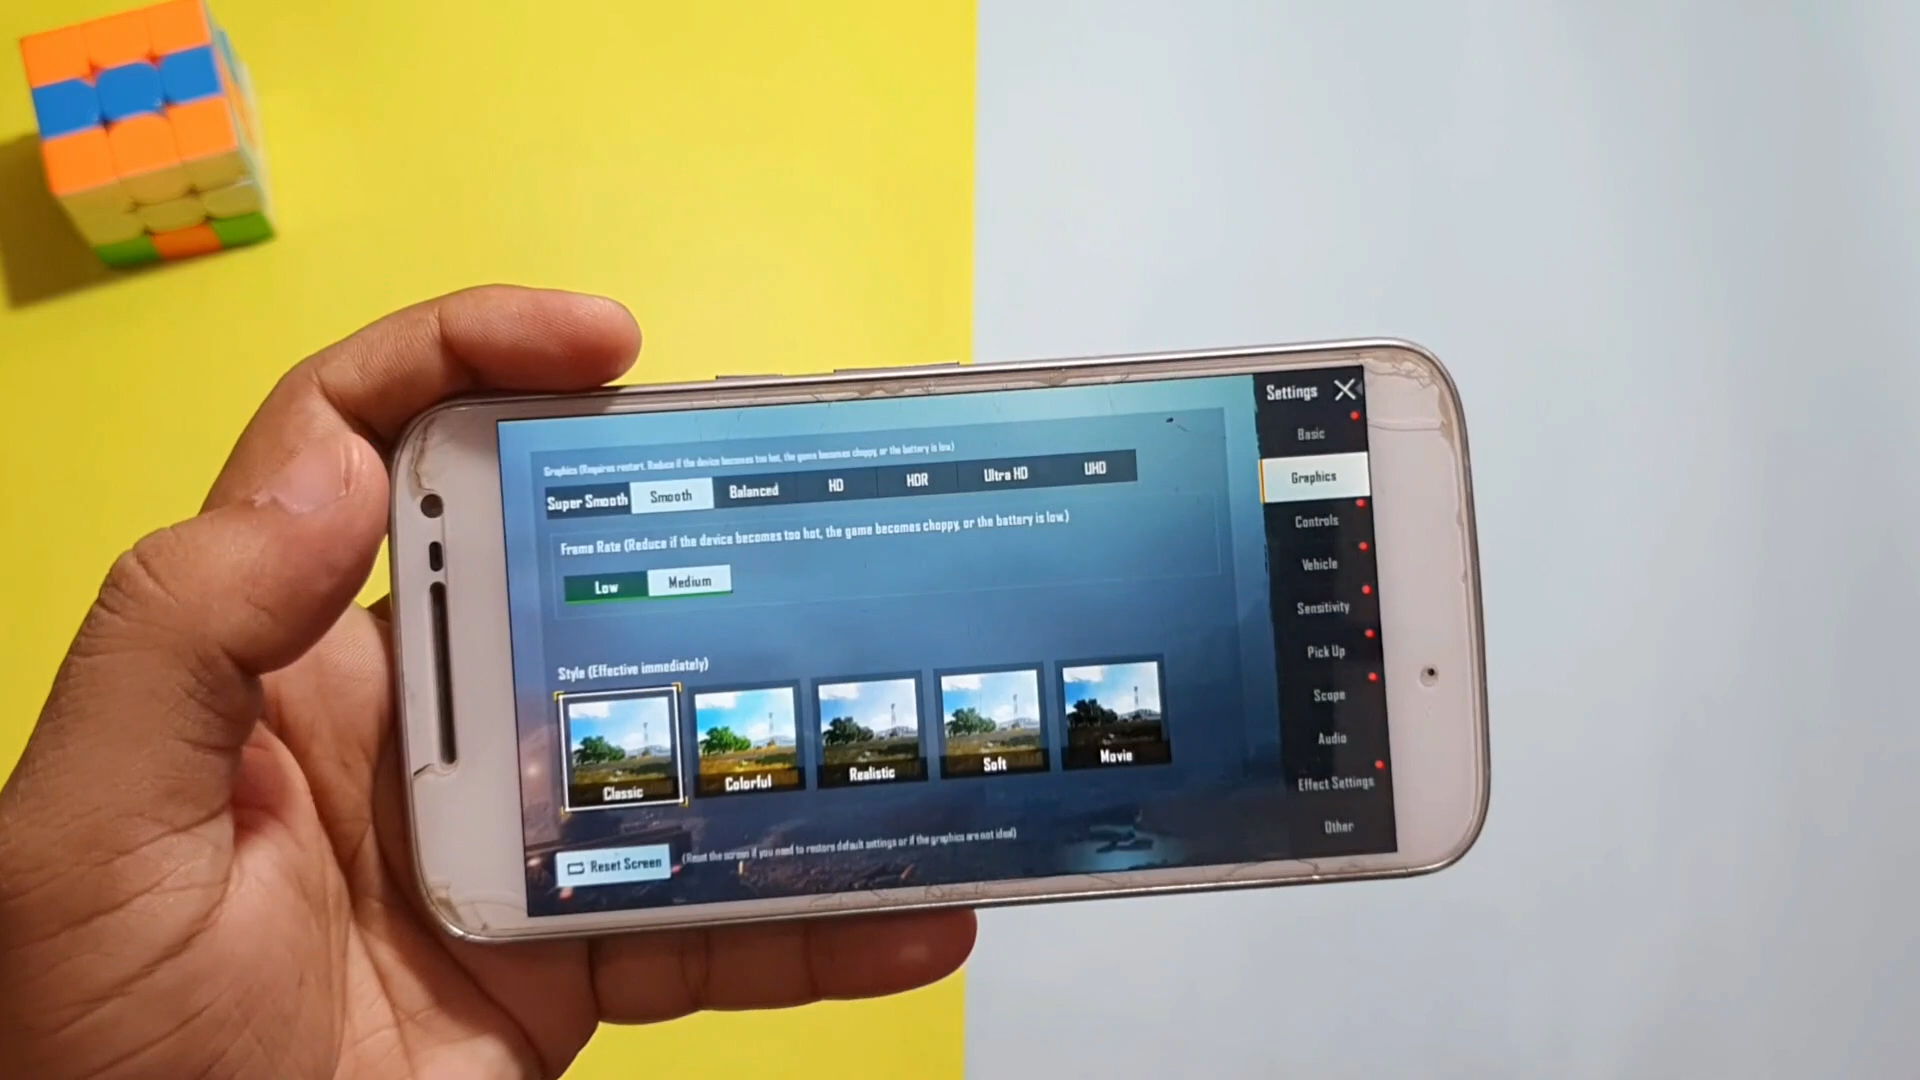 Settings
Basic
Graphics (Requires restart. Reduce if the device becomes too hot, the game becomes choppy, or the battery is low)
Super Smooth Smooth Balanced HD HDR Ultra HD UHD
Graphics
Frame Rate (Reduce if the device becomes too hot, the game becomes choppy, or the battery is low)
Controls
Low Medium
Vehicle
Sensitivity
Style (Effective immediately)
Pick Up
Scope
Classic Colorful Realistic Soft Movie
Audio
Effect Settings
Reset Screen (Reset the screen if you need to restore default settings or if the graphics are not ideal)
Other